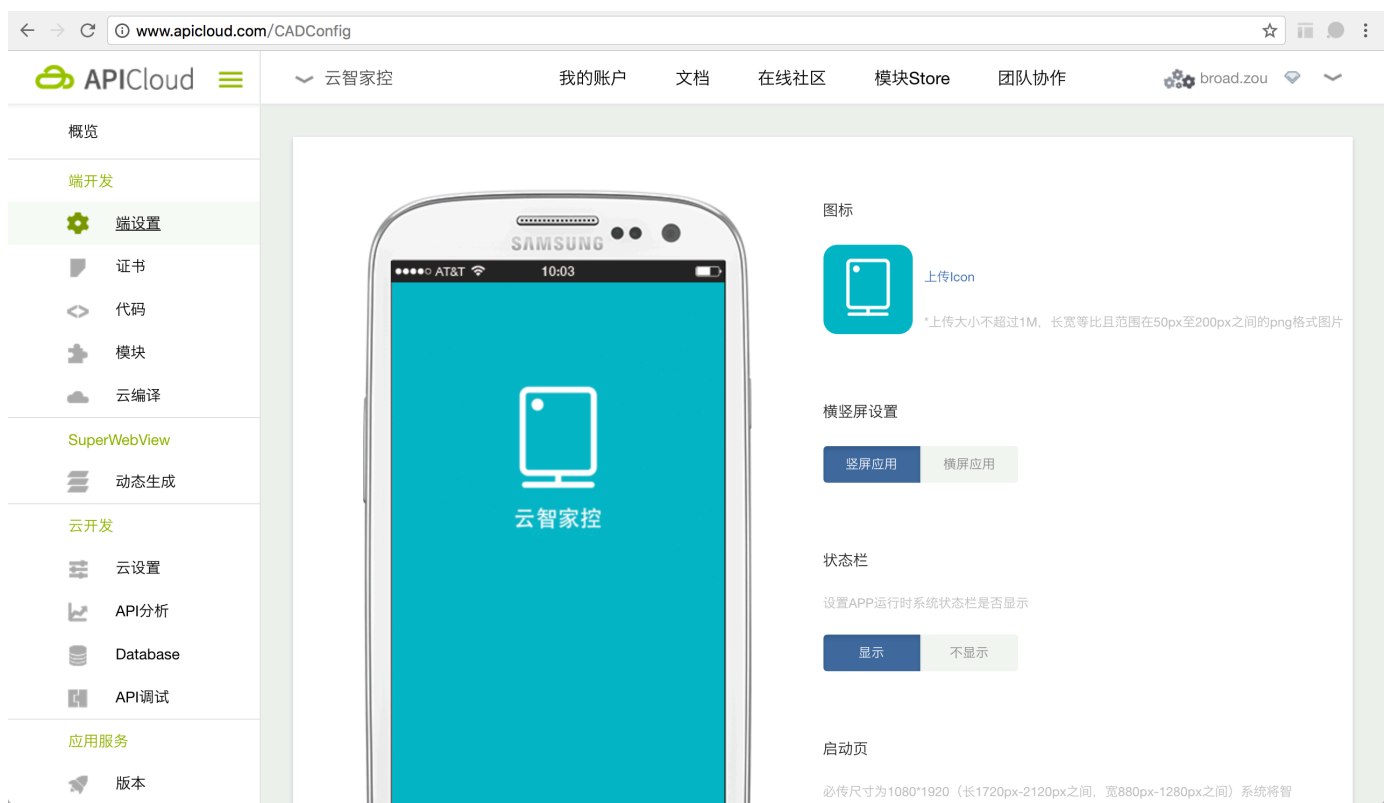 www.apicloud.com/CADConfig
APICloud
云智家控
我的账户
文档
在线社区
模块Store
团队协作
broad.zou
概览
端开发
端设置
证书
代码
模块
云编译
SuperWebView
动态生成
云开发
云设置
API分析
Database
API调试
应用服务
版本
SAMSUNG
AT&T
10:03
云智家控
图标
上传Icon
*上传大小不超过1M，长宽等比且范围在50px至200px之间的png格式图片
横竖屏设置
竖屏应用
横屏应用
状态栏
设置APP运行时系统状态栏是否显示
显示
不显示
启动页
必传尺寸为1080*1920（长1720px-2120px之间，宽880px-1280px之间）系统将智